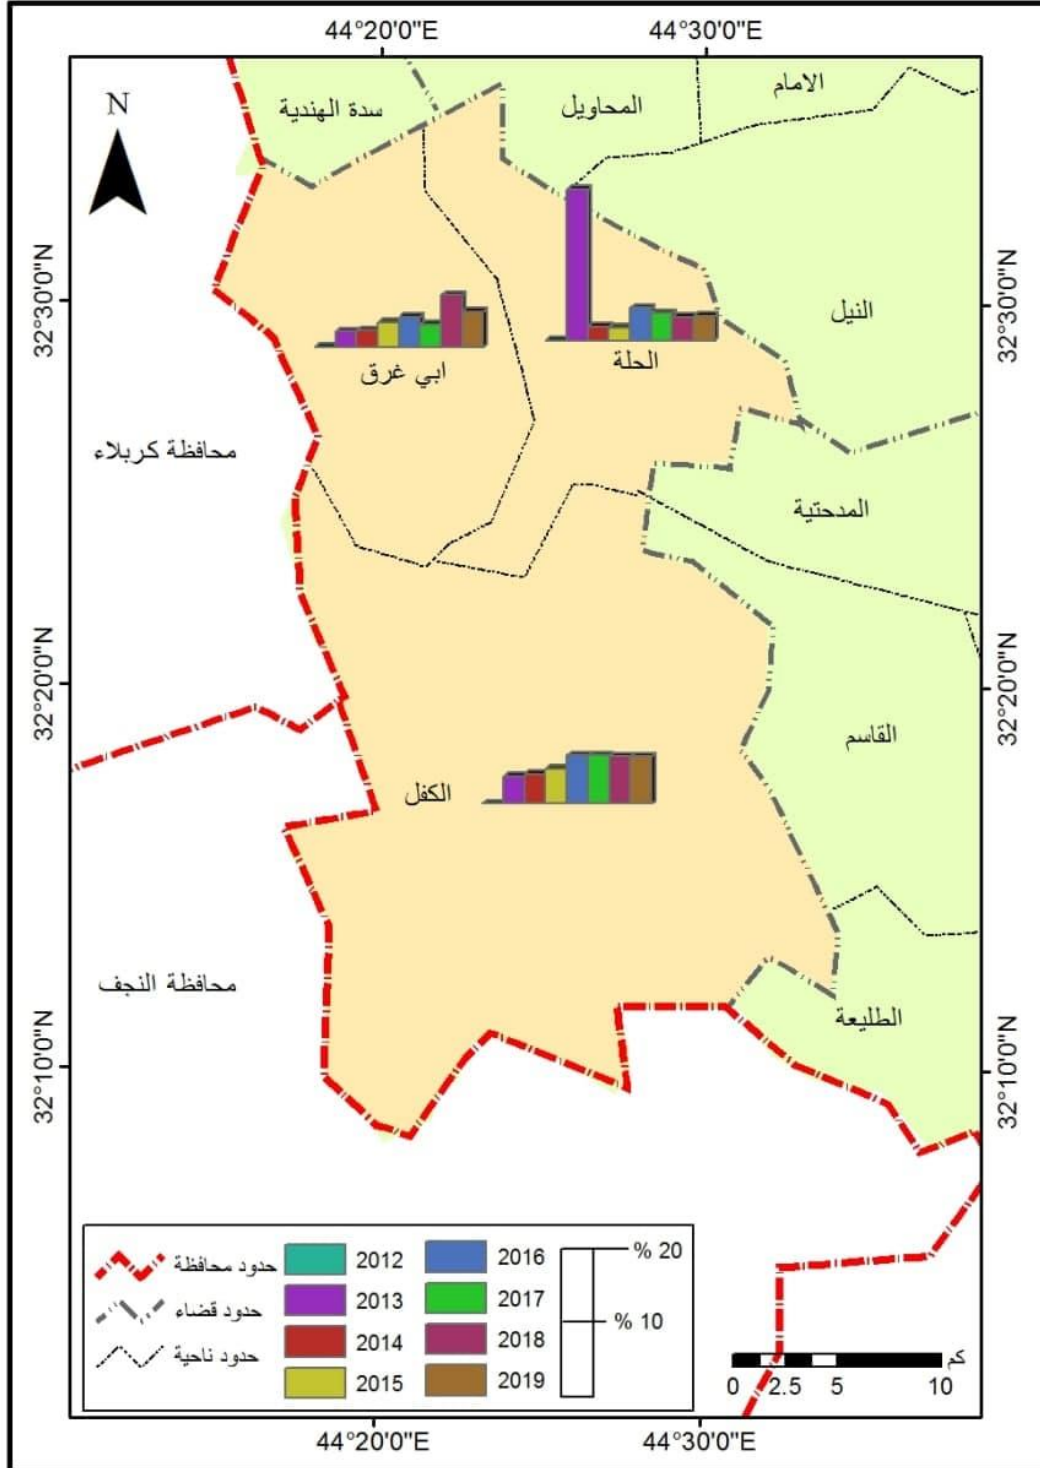 44°20'0"E
44°30'0"E
N
سدة الهندية
المحاويل
الامام
32°30'0"N
32°30'0"N
النيل
ابي غرق
الحلة
محافظة كربلاء
المدحتية
32°20'0"N
32°20'0"N
القاسم
الكفل
محافظة النجف
الطليعة
32°10'0"N
32°10'0"N
حدود محافظة
حدود قضاء
حدود ناحية
2012
2013
2014
2015
2016
2017
2018
2019
% 20
% 10
كم
0 2.5 5 10
44°20'0"E
44°30'0"E